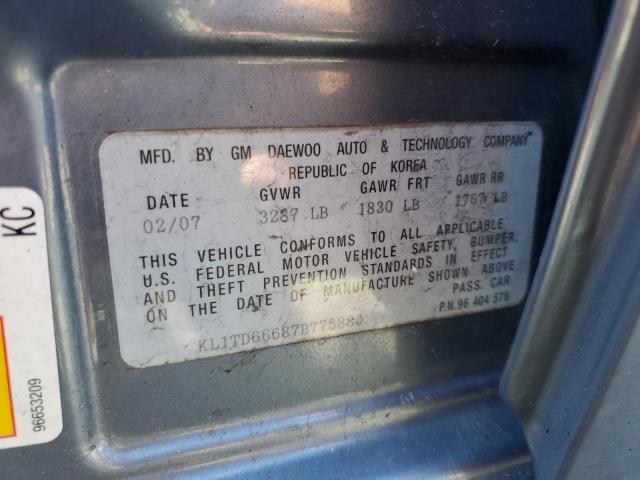 MFD. BY GM DAEWOO AUTO & TECHNOLOGY COMPANY
REPUBLIC OF KOREA
DATE GVWR GAWR FRT GAWR RR
02/07 3287 LB 1830 LB 1767 LB
THIS VEHICLE CONFORMS TO ALL APPLICABLE
U.S. FEDERAL MOTOR VEHICLE SAFETY, BUMPER,
AND THEFT PREVENTION STANDARDS IN EFFECT
ON THE DATE OF MANUFACTURE SHOWN ABOVE
PASS. CAR
P.N.96 404 578
KL1TD66687B775880
KC
96653209